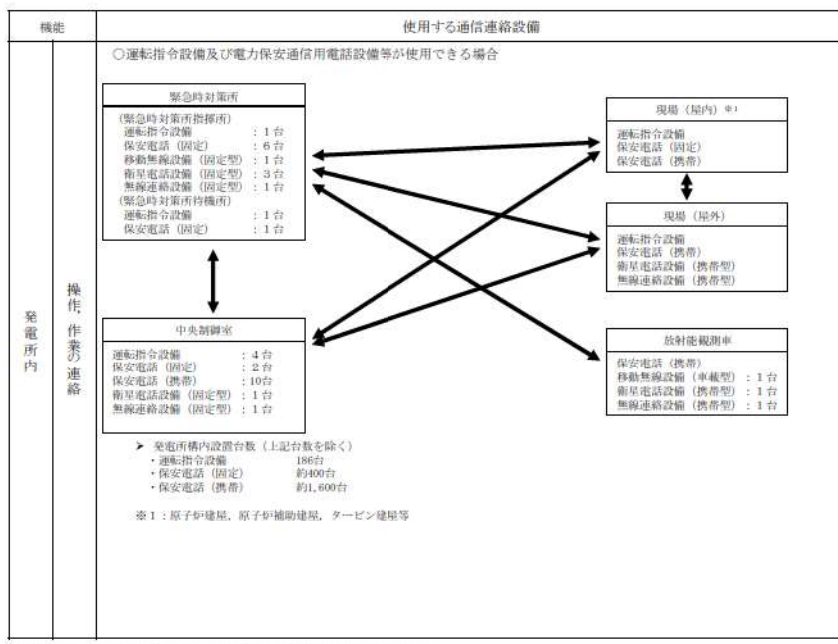 機能
使用する通信連絡設備
発電所内
操作,作業の連絡
○運転指令設備及び電力保安通信用電話設備等が使用できる場合
緊急時対策所
(緊急時対策所指揮所)
運転指令設備 :1台
保安電話(固定) :6台
移動無線設備(固定型):1台
衛星電話設備(固定型):3台
無線連絡設備(固定型):1台
(緊急時対策所待機所)
運転指令設備 :1台
保安電話(固定) :1台
中央制御室
運転指令設備 :4台
保安電話(固定) :2台
保安電話(携帯) :10台
衛星電話設備(固定型):1台
無線連絡設備(固定型):1台
現場(屋内)※1
運転指令設備
保安電話(固定)
保安電話(携帯)
現場(屋外)
運転指令設備
保安電話(携帯)
衛星電話設備(携帯型)
無線連絡設備(携帯型)
放射能観測車
保安電話(携帯)
移動無線設備(車載型):1台
衛星電話設備(携帯型):1台
無線連絡設備(携帯型):1台
➢ 発電所構内設置台数(上記台数を除く)
・運転指令設備 186台
・保安電話(固定) 約400台
・保安電話(携帯) 約1,600台
※1:原子炉建屋,原子炉補助建屋,タービン建屋等